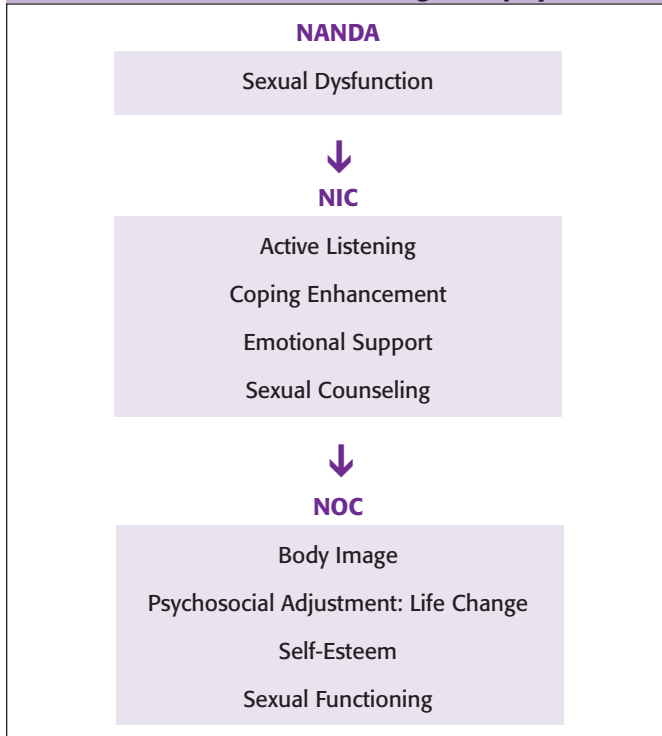 NANDA
Sexual Dysfunction
NIC
Active Listening
Coping Enhancement
Emotional Support
Sexual Counseling
NOC
Body Image
Psychosocial Adjustment: Life Change
Self-Esteem
Sexual Functioning